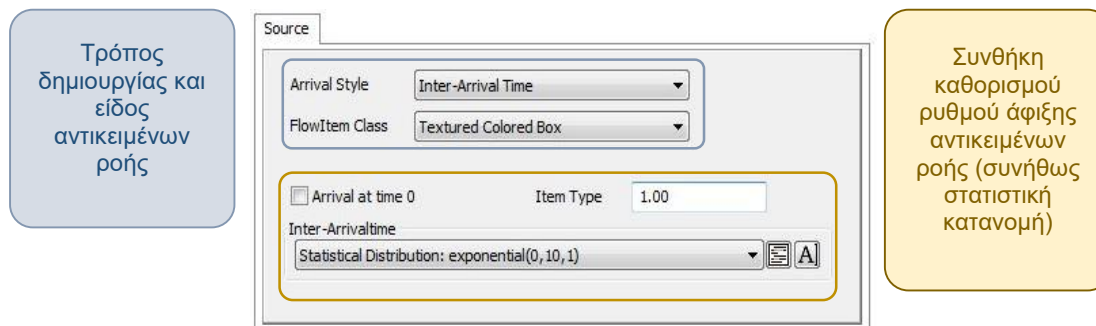 Τρόπος
δημιουργίας και
είδος
αντικειμένων
ροής
Source
Arrival Style Inter-Arrival Time
FlowItem Class Textured Colored Box
Arrival at time 0 Item Type 1.00
Inter-Arrivaltime
Statistical Distribution: exponential(0,10,1) A
Συνθήκη
καθορισμού
ρυθμού άφιξης
αντικειμένων
ροής (συνήθως
στατιστική
κατανομή)